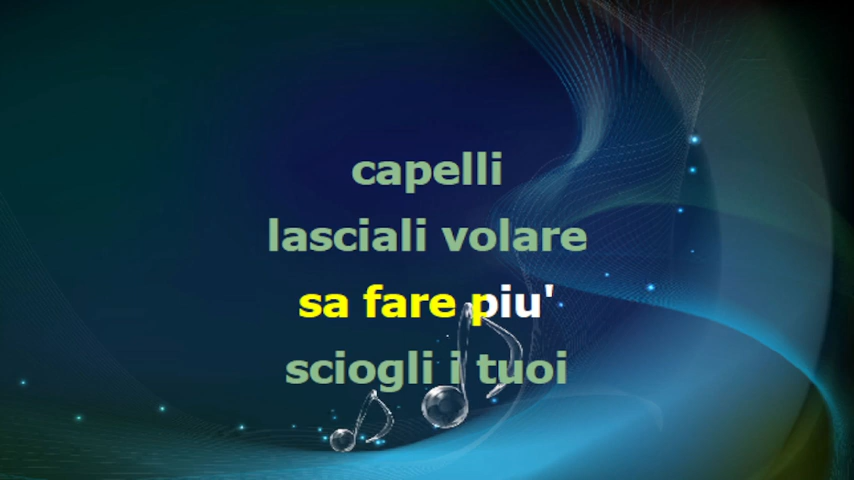 capelli
lasciali volare
sa fare piu'
sciogli i tuoi